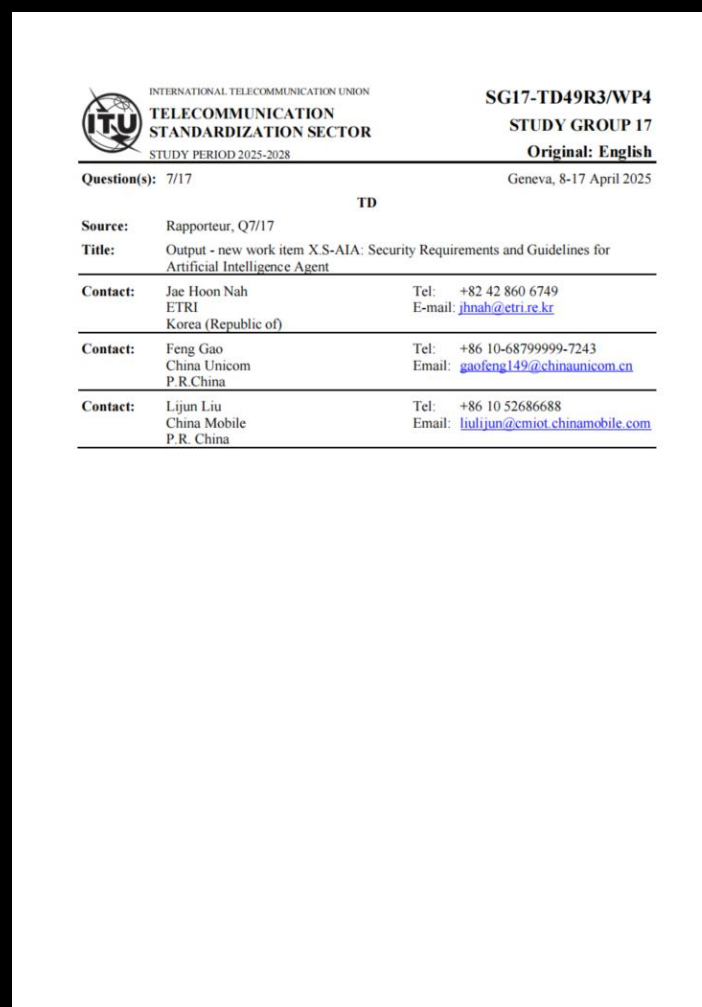 ITU
INTERNATIONAL TELECOMMUNICATION UNION
TELECOMMUNICATION
STANDARDIZATION SECTOR
STUDY PERIOD 2025-2028
SG17-TD49R3/WP4
STUDY GROUP 17
Original: English
Question(s): 7/17 Geneva, 8-17 April 2025
TD
Source: Rapporteur, Q7/17
Title: Output - new work item X.S-AIA: Security Requirements and Guidelines for
Artificial Intelligence Agent
Contact: Jae Hoon Nah Tel: +82 42 860 6749
ETRI E-mail: jhnah@etri.re.kr
Korea (Republic of)
Contact: Feng Gao Tel: +86 10-68799999-7243
China Unicom Email: gaofeng149@chinaunicom.cn
P.R.China
Contact: Lijun Liu Tel: +86 10 52686688
China Mobile Email: liulijun@cmiot.chinamobile.com
P.R. China